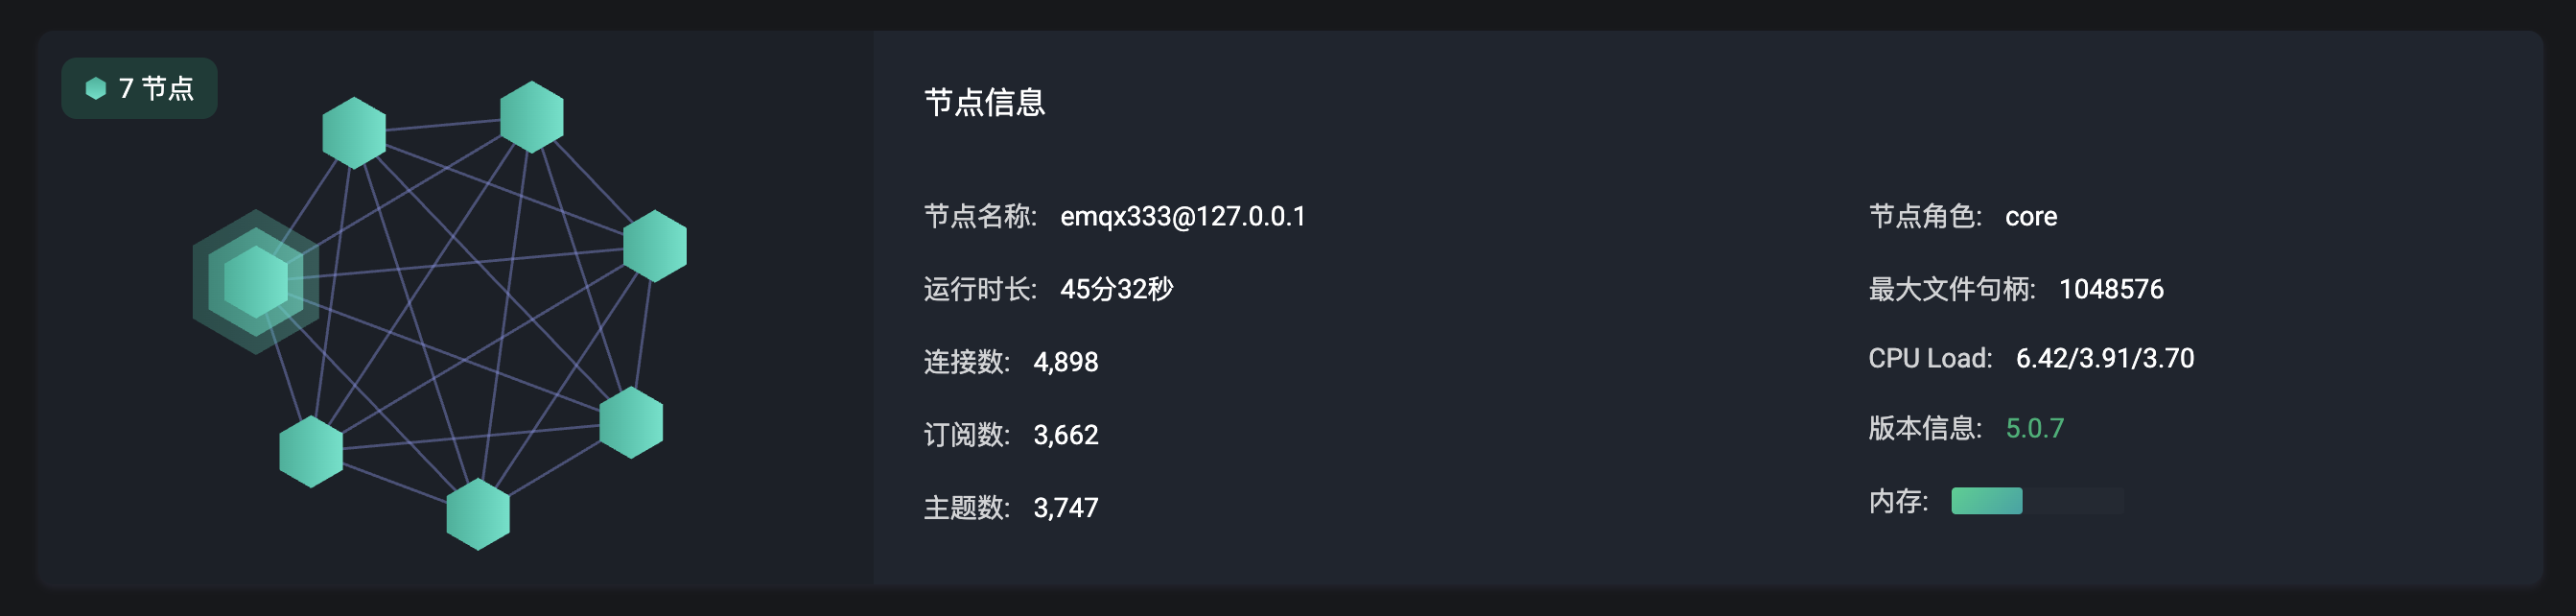 7 节点
节点信息
节点名称: emqx333@127.0.0.1
节点角色: core
运行时长: 45分32秒
最大文件句柄: 1048576
连接数: 4,898
CPU Load: 6.42/3.91/3.70
订阅数: 3,662
版本信息: 5.0.7
主题数: 3,747
内存: